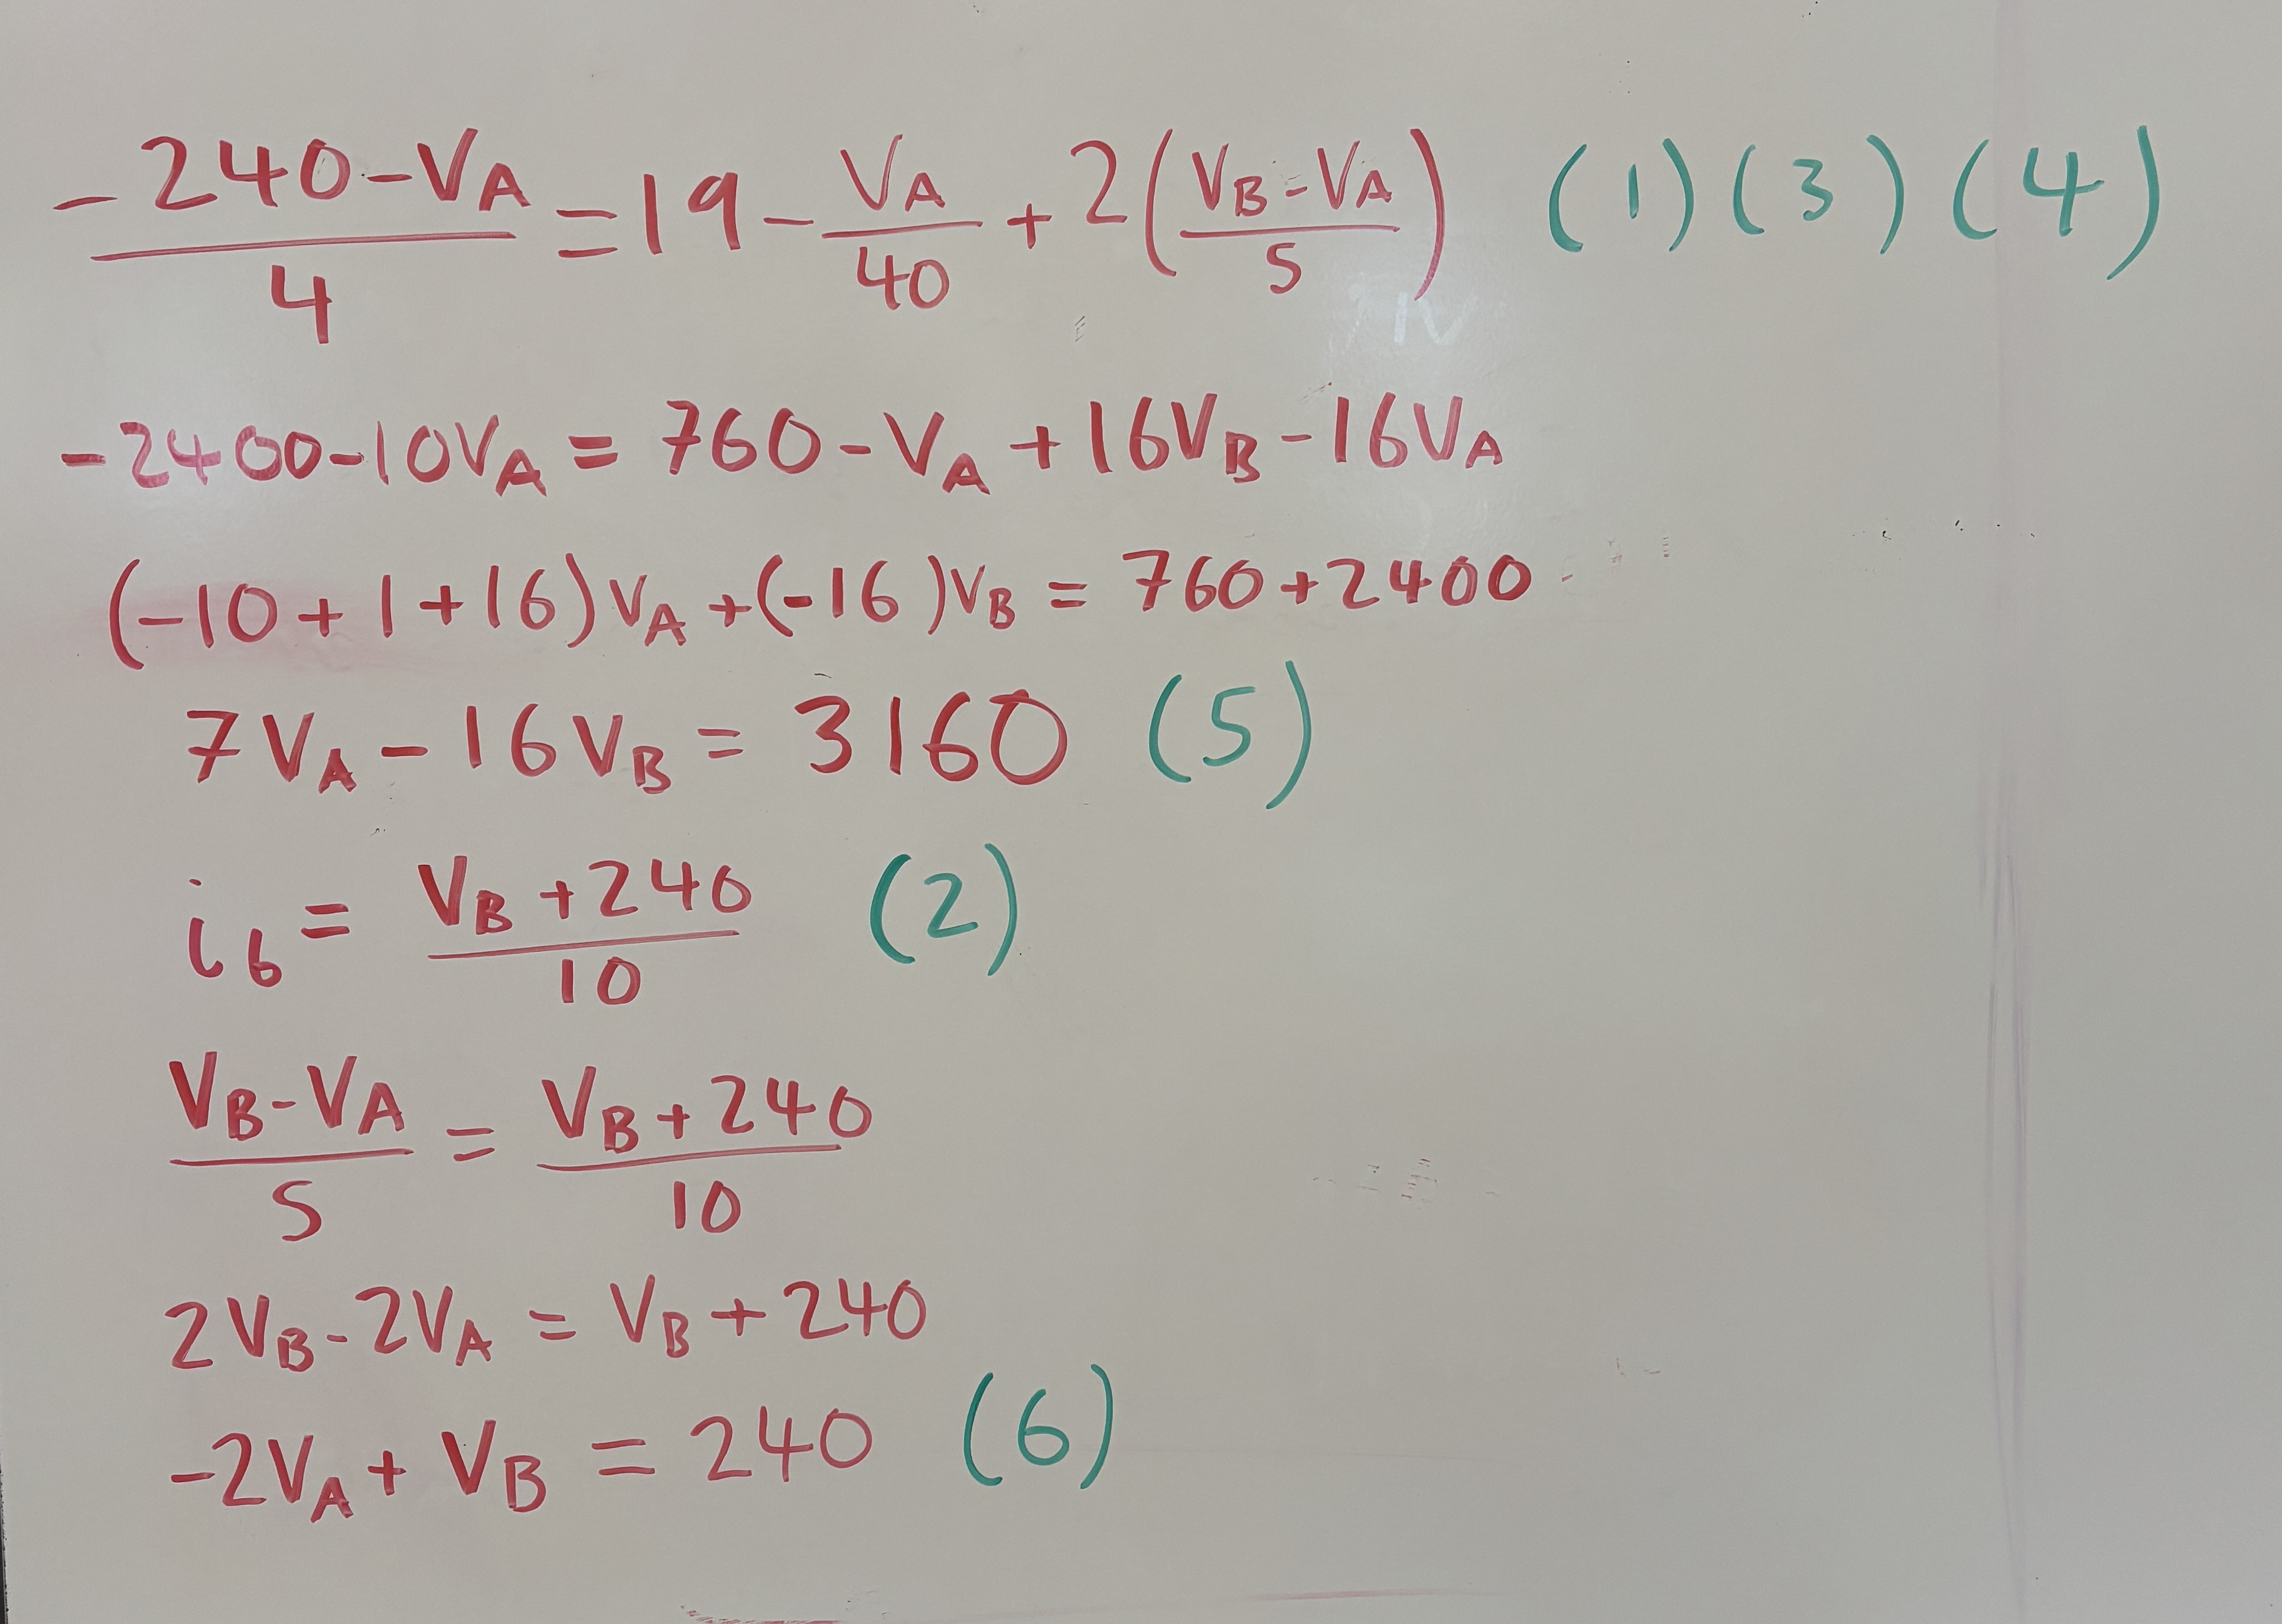 (-240-VA)/4 = 19 - VA/40 + 2((VB-VA)/5) (1)(3)(4)
-2400-10VA = 760-VA+16VB-16VA
(-10+1+16)VA+(-16)VB = 760+2400
7VA-16VB = 3160 (5)
i6 = (VB+240)/10 (2)
(VB-VA)/5 = (VB+240)/10
2VB-2VA = VB+240
-2VA+VB = 240 (6)